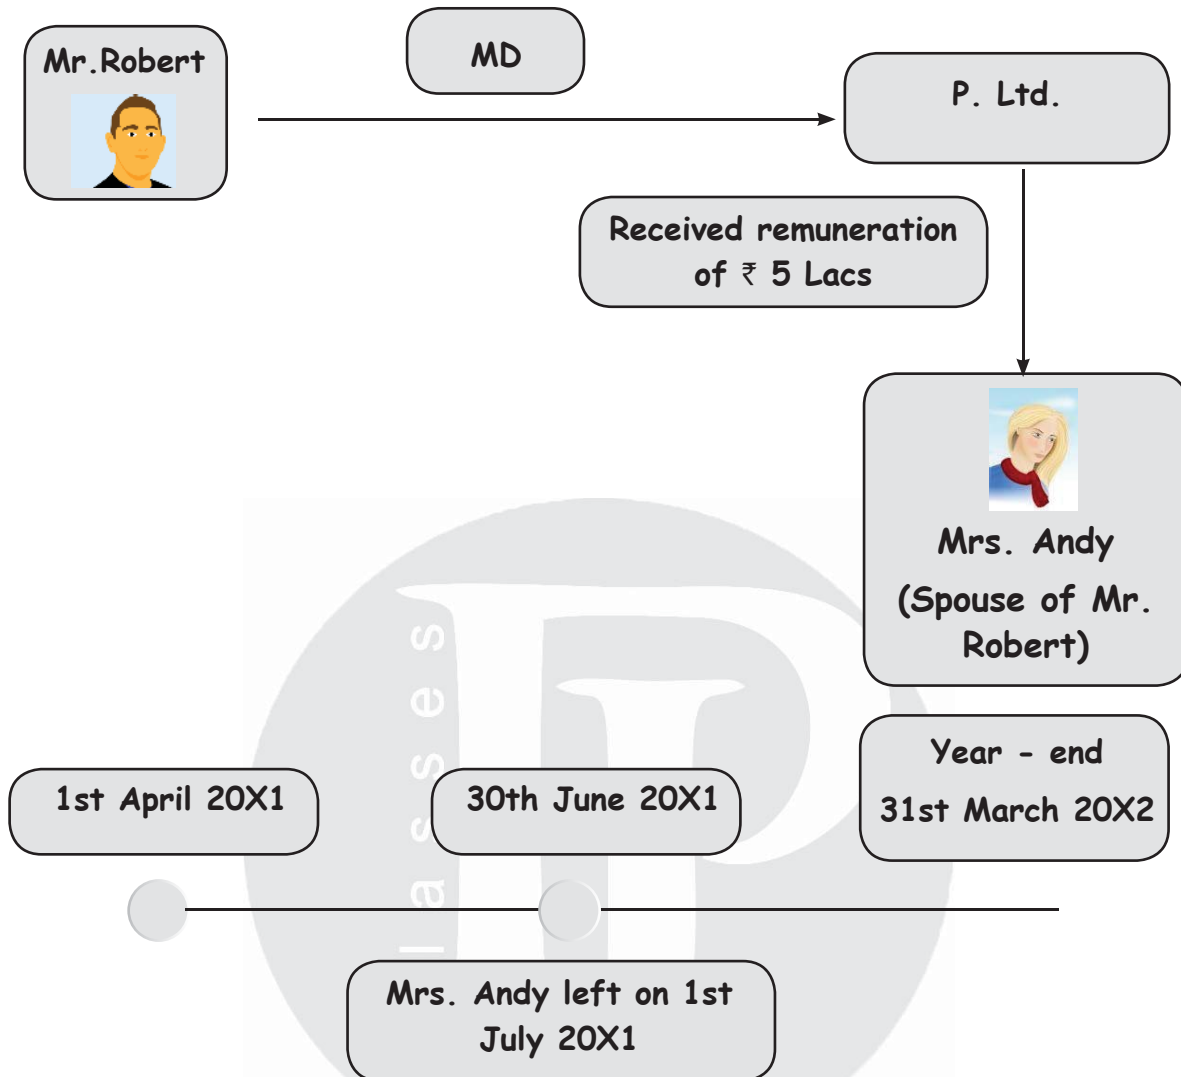 Mr.Robert
MD
P. Ltd.
Received remuneration
of ₹ 5 Lacs
Mrs. Andy
(Spouse of Mr.
Robert)
Year - end
31st March 20X2
1st April 20X1
30th June 20X1
Mrs. Andy left on 1st
July 20X1
lasses